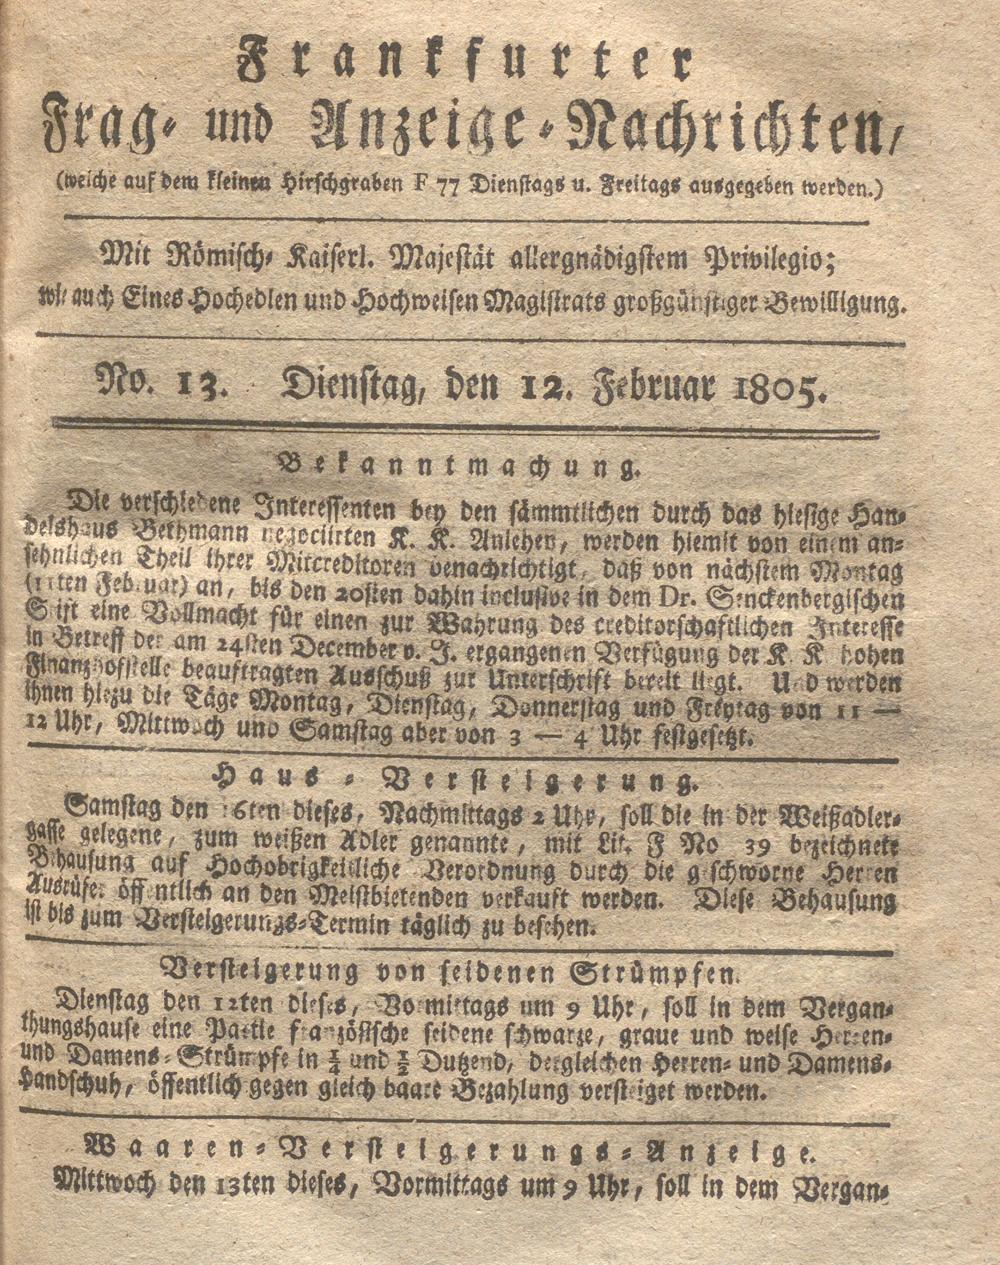 Frankfurter
Frag- und Anzeige-Nachrichten,
(welche auf dem kleinen Hirschgraben F 77 Dienstags u. Freitags ausgegeben werden.)
Mit Römisch- Kaiserl. Majestät allergnädigstem Privilegio;
wie auch Eines Hochedlen und Hochweisen Magistrats großgünstiger Bewilligung.
No. 13. Dienstag, den 12. Februar 1805.
Bekanntmachung.
Die verschiedene Interessenten bey den sämmtlichen durch das hiesige Han-
delshaus Bethmann negociirten K. K. Anlehen, werden hiemit von einem an-
sehnlichen Theil ihrer Mitcreditoren benachrichtigt, daß von nächstem Montag
(11ten Februar) an, bis den 20sten dahin inclusive in dem Dr. Senckenbergischen
Stift eine Vollmacht für einen zur Wahrung des creditorschaftlichen Interesse
in Betreff der am 24sten December v. J. ergangenen Verfügung der K. K. hohen
Finanzhofstelle beauftragten Ausschuß zur Unterschrift bereit liegt. Und werden
ihnen hiezu die Täge Montag, Dienstag, Donnerstag und Freytag von 11 —
12 Uhr, Mittwoch und Samstag aber von 3 — 4 Uhr festgesetzt.
Haus-Versteigerung.
Samstag den 16ten dieses, Nachmittags 2 Uhr, soll die in der Weißadler-
gasse gelegene, zum weißen Adler genannte, mit Lit. J No 39 bezeichnete
Behausung auf Hochobrigkeitliche Verordnung durch die geschworne Herren
Ausrüfer öffentlich an den Meistbietenden verkauft werden. Diese Behausung
ist bis zum Versteigerungs-Termin täglich zu besehen.
Versteigerung von seidenen Strümpfen.
Dienstag den 12ten dieses, Vormittags um 9 Uhr, soll in dem Vergan-
thungshause eine Partie französische seidene schwarze, graue und weise Herren-
und Damens-Strümpfe in ¼ und ½ Dutzend, dergleichen Herren- und Damens-
Handschuh, öffentlich gegen gleich baare Bezahlung versteiget werden.
Waaren-Versteigerungs-Anzeige.
Mittwoch den 13ten dieses, Vormittags um 9 Uhr, soll in dem Vergan-